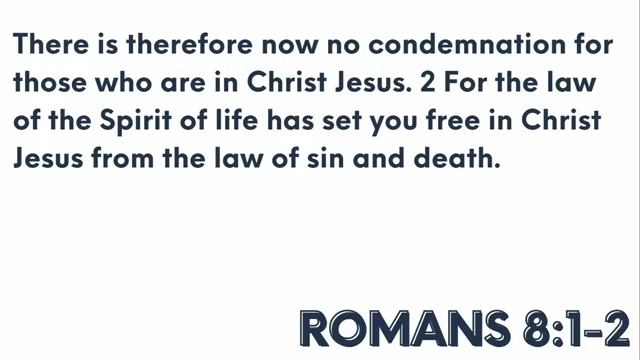 There is therefore now no condemnation for
those who are in Christ Jesus. 2 For the law
of the Spirit of life has set you free in Christ
Jesus from the law of sin and death.
ROMANS 8:1-2